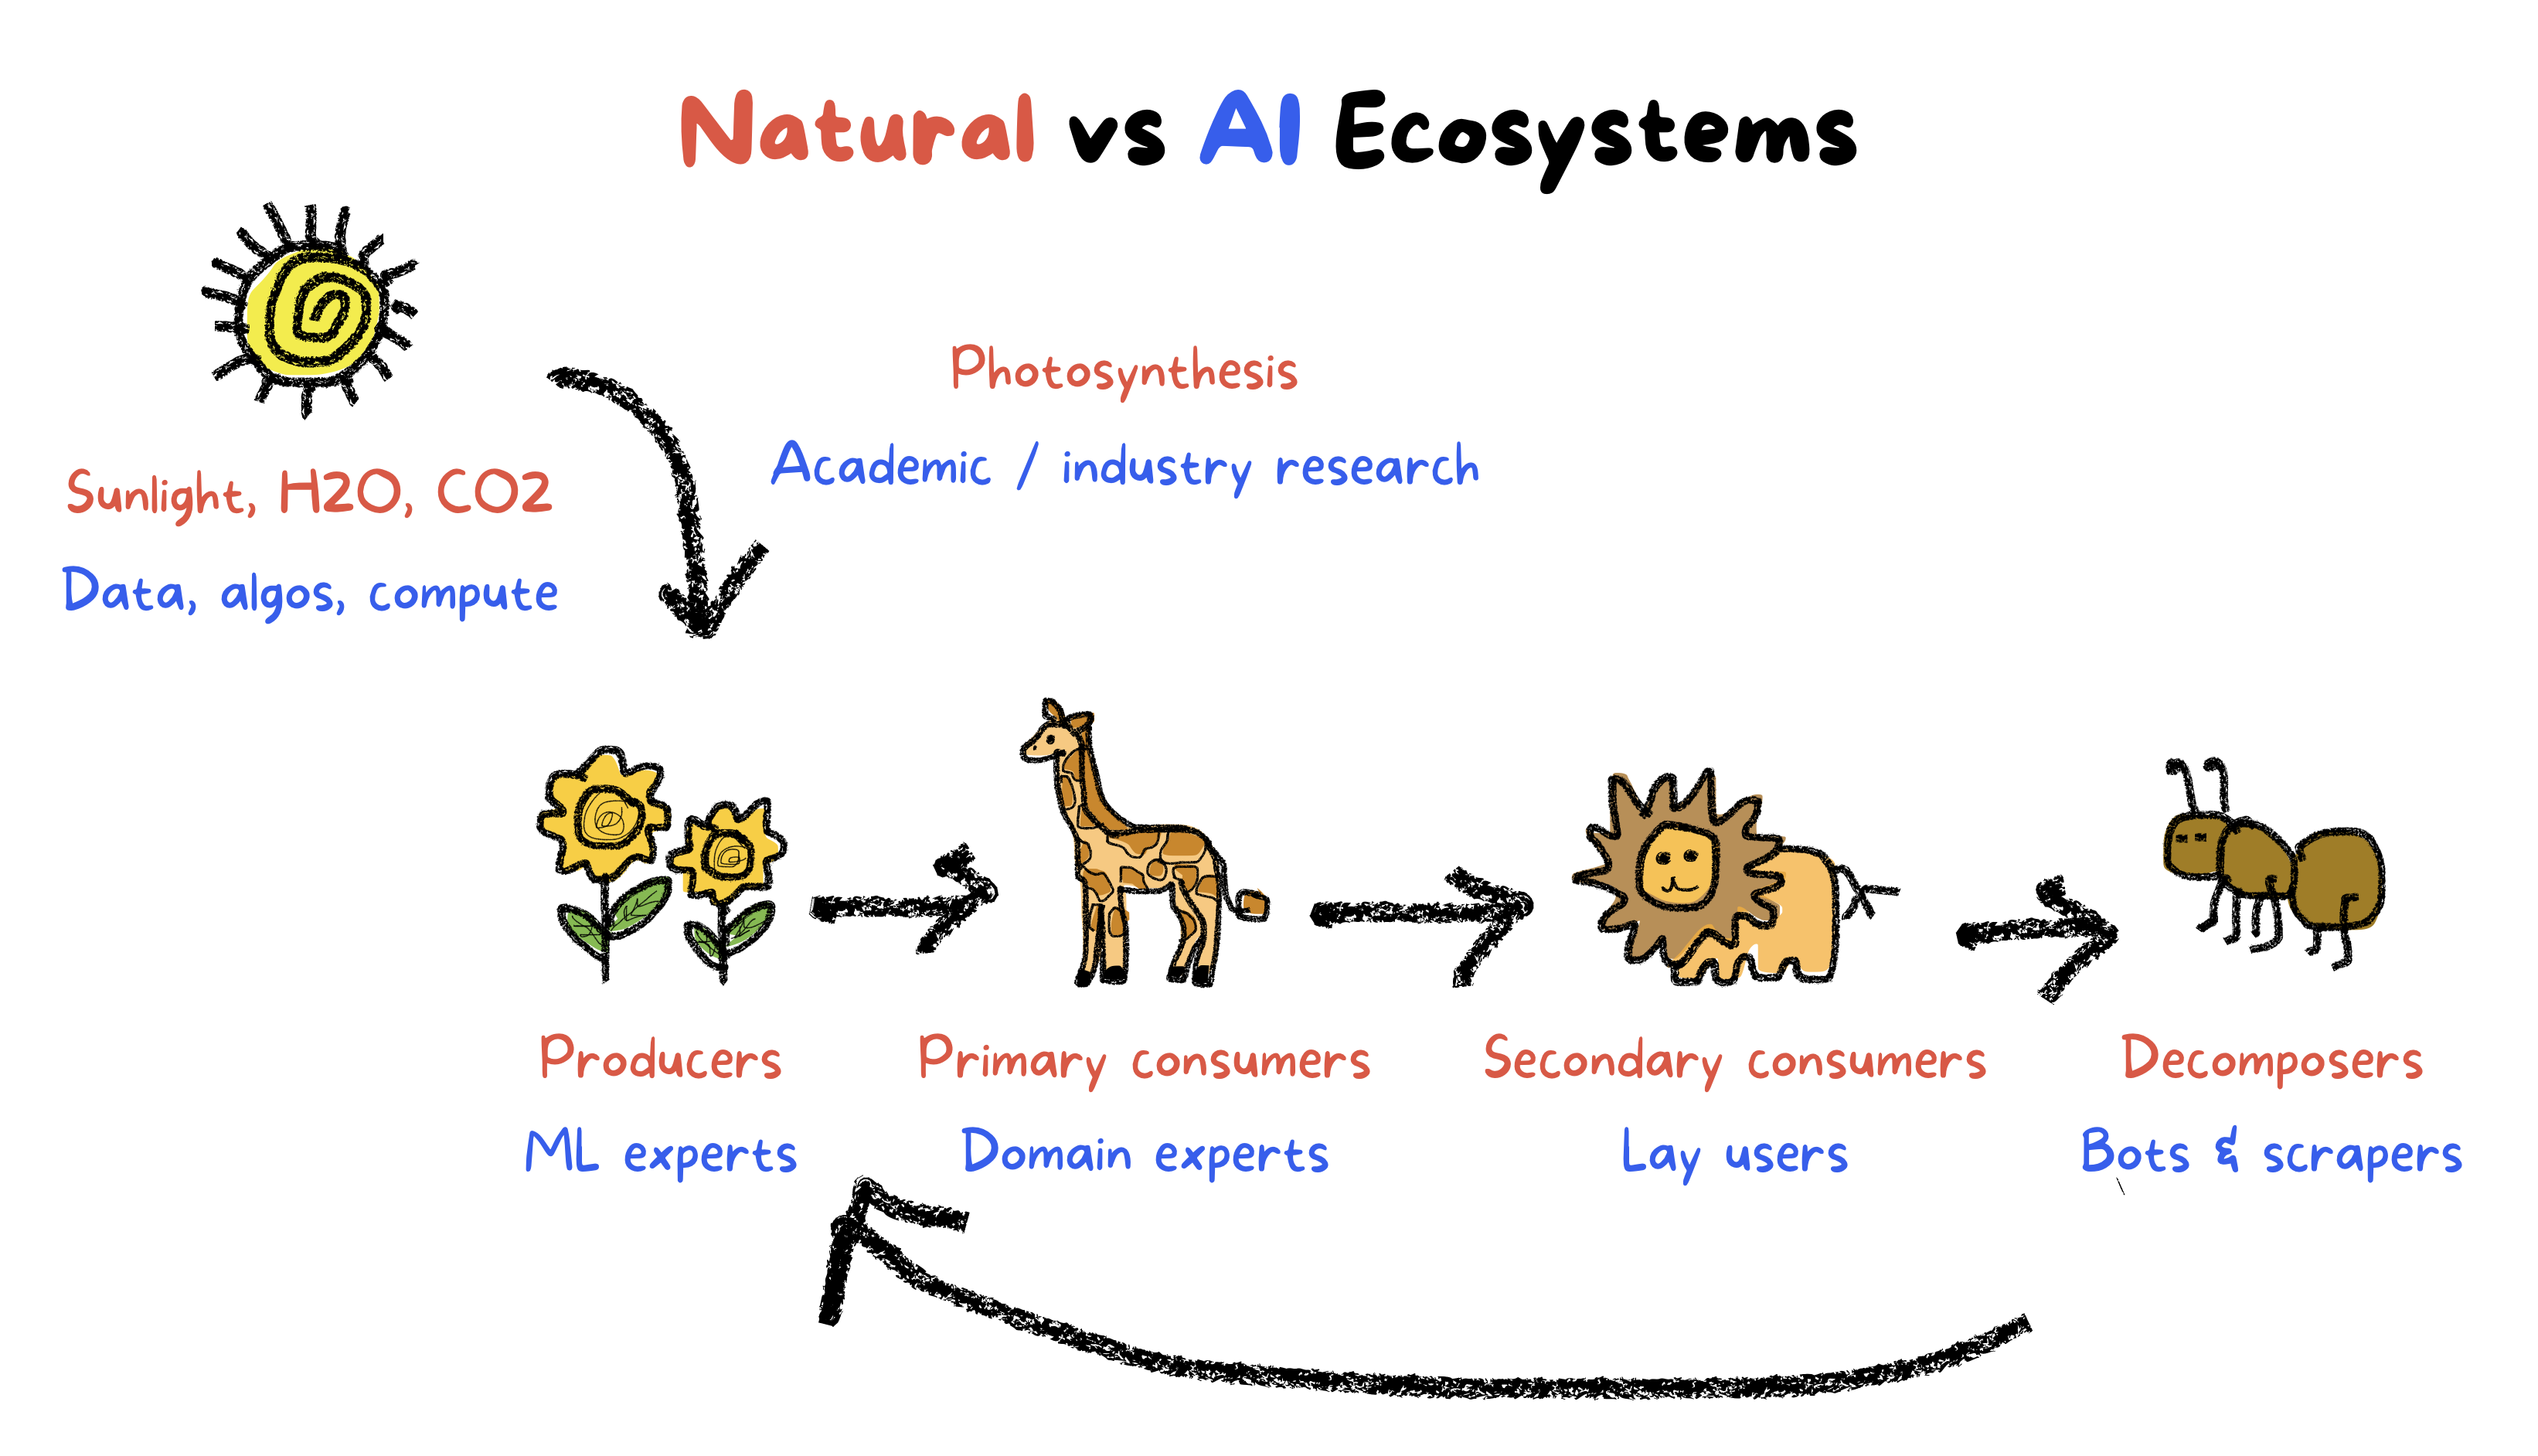 Natural vs AI Ecosystems
Photosynthesis
Academic / industry research
Sunlight, H2O, CO2
Data, algos, compute
Producers
ML experts
Primary consumers
Domain experts
Secondary consumers
Lay users
Decomposers
Bots & scrapers